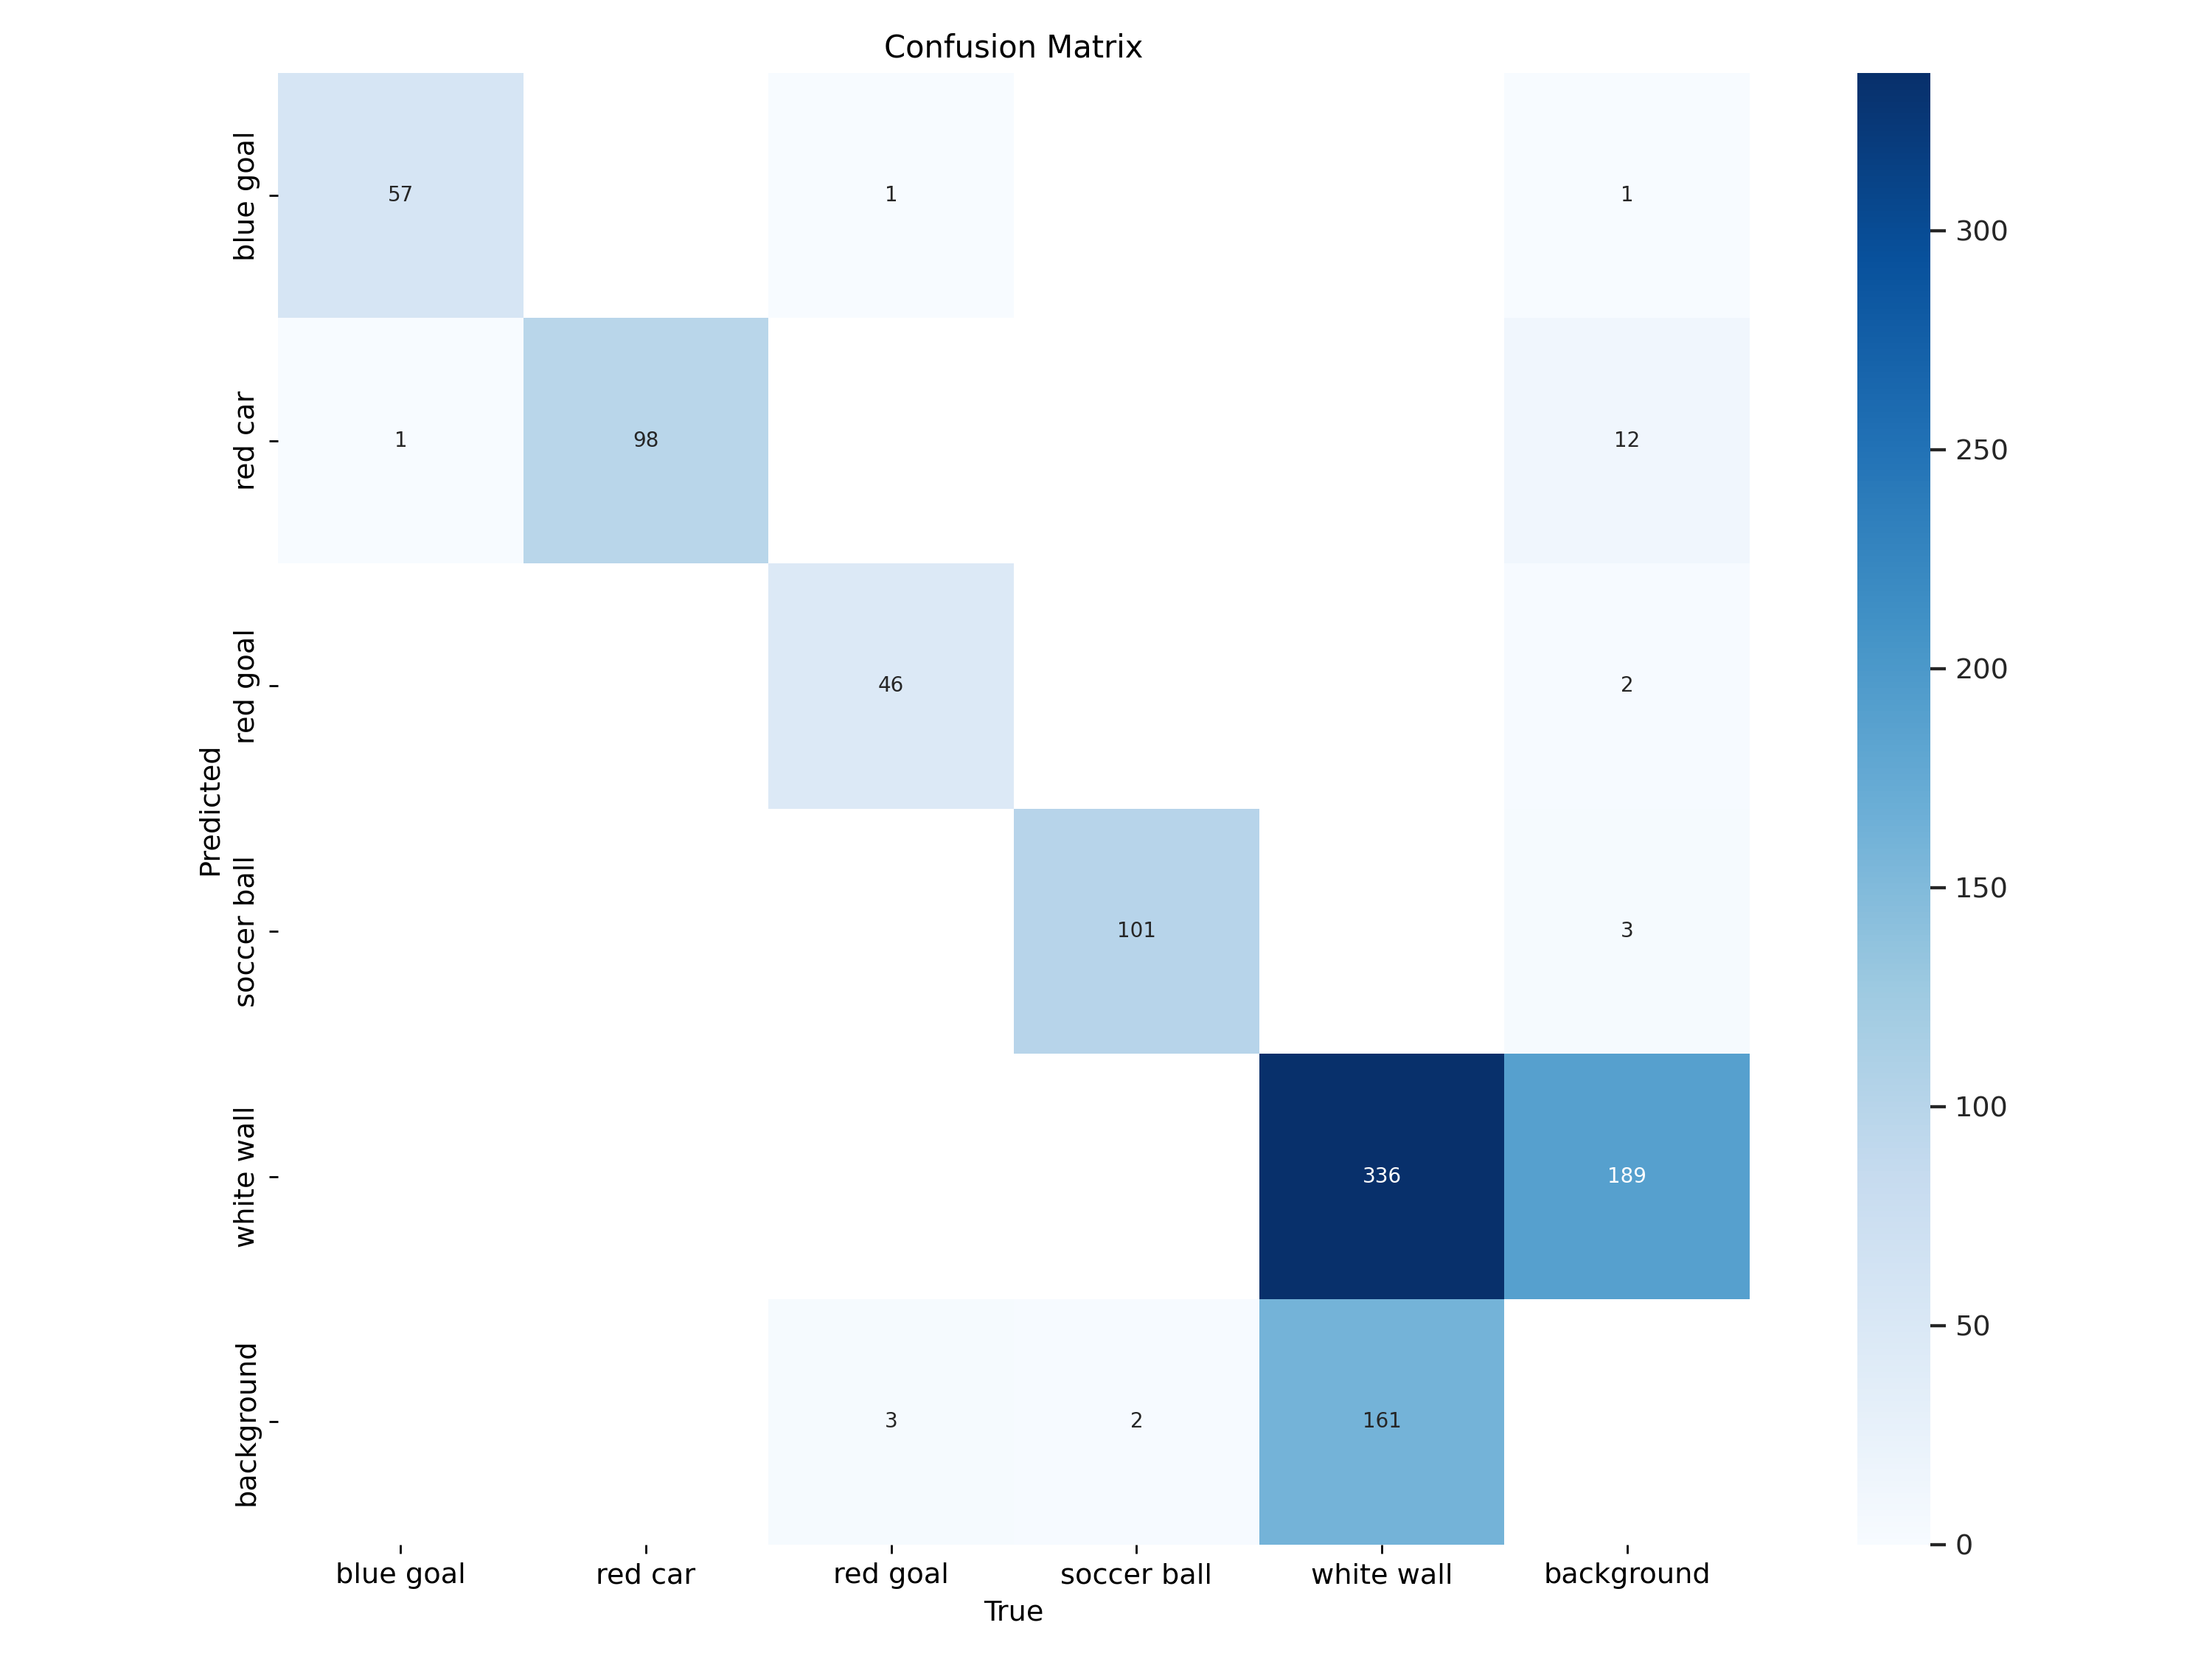 Confusion Matrix
blue goal
57
1
1
red car
1
98
12
red goal
46
2
Predicted
soccer ball
101
3
white wall
336
189
background
3
2
161
blue goal
red car
red goal
soccer ball
white wall
background
True
300
250
200
150
100
50
0